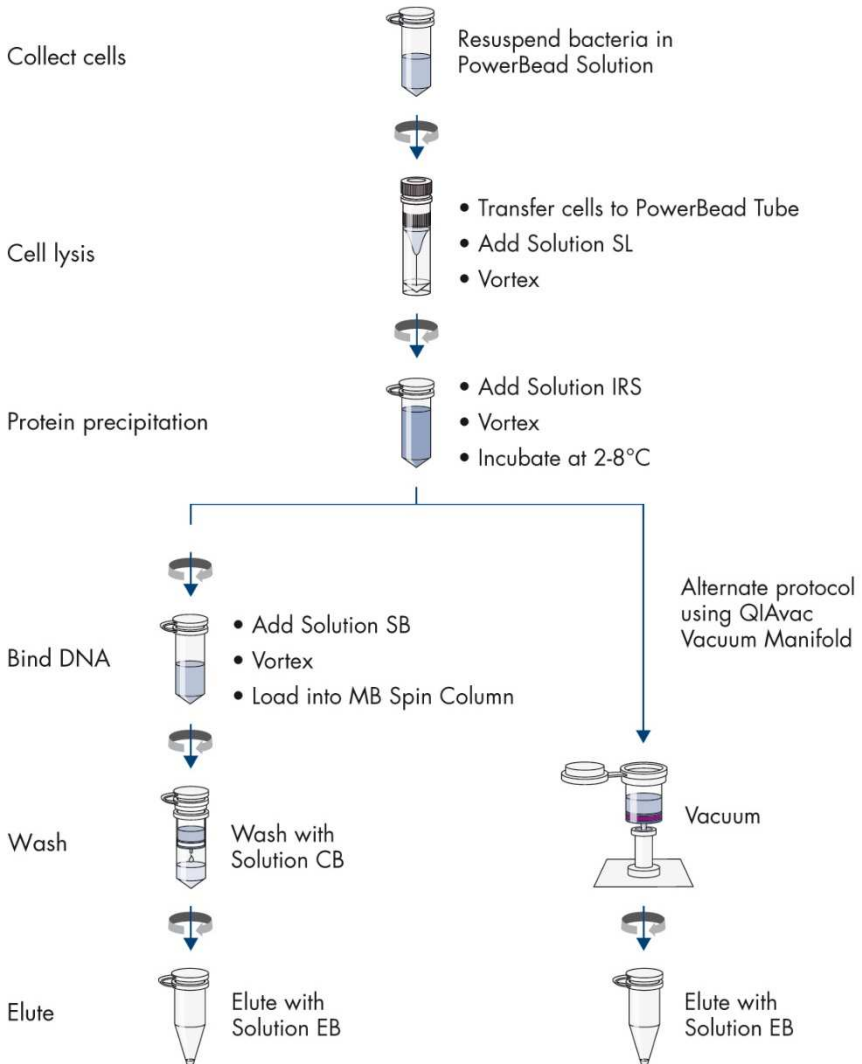 Collect cells
Resuspend bacteria in
PowerBead Solution
Cell lysis
• Transfer cells to PowerBead Tube
• Add Solution SL
• Vortex
Protein precipitation
• Add Solution IRS
• Vortex
• Incubate at 2-8°C
Bind DNA
• Add Solution SB
• Vortex
• Load into MB Spin Column
Alternate protocol
using QIAvac
Vacuum Manifold
Wash
Wash with
Solution CB
Vacuum
Elute
Elute with
Solution EB
Elute with
Solution EB